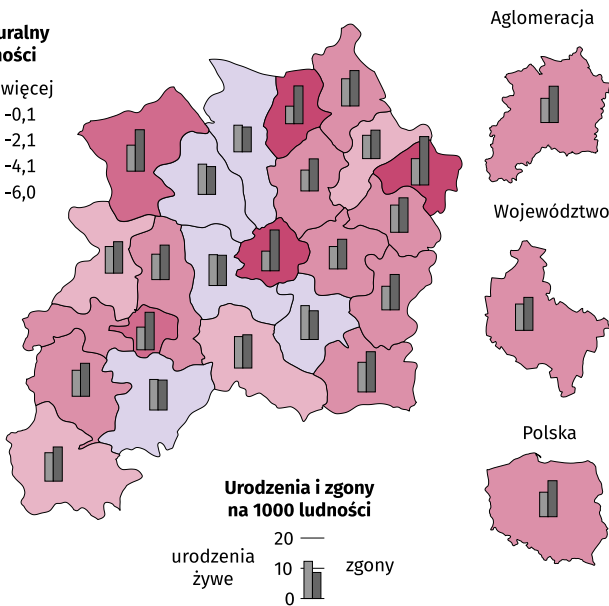 uralny
ności
więcej
-0,1
-2,1
-4,1
-6,0
Aglomeracja
Województwo
Polska
Urodzenia i zgony
na 1000 ludności
urodzenia
żywe
20
10
0
zgony